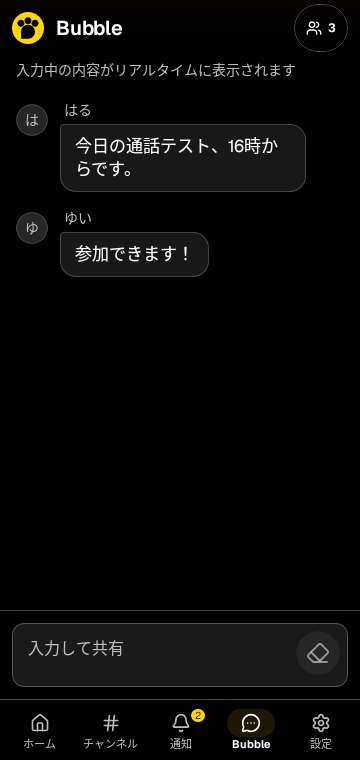 Bubble
3
入力中の内容がリアルタイムに表示されます
はる
は
今日の通話テスト、16時か
らです。
ゆい
ゆ
参加できます！
入力して共有
2
ホーム
チャンネル
通知
Bubble
設定